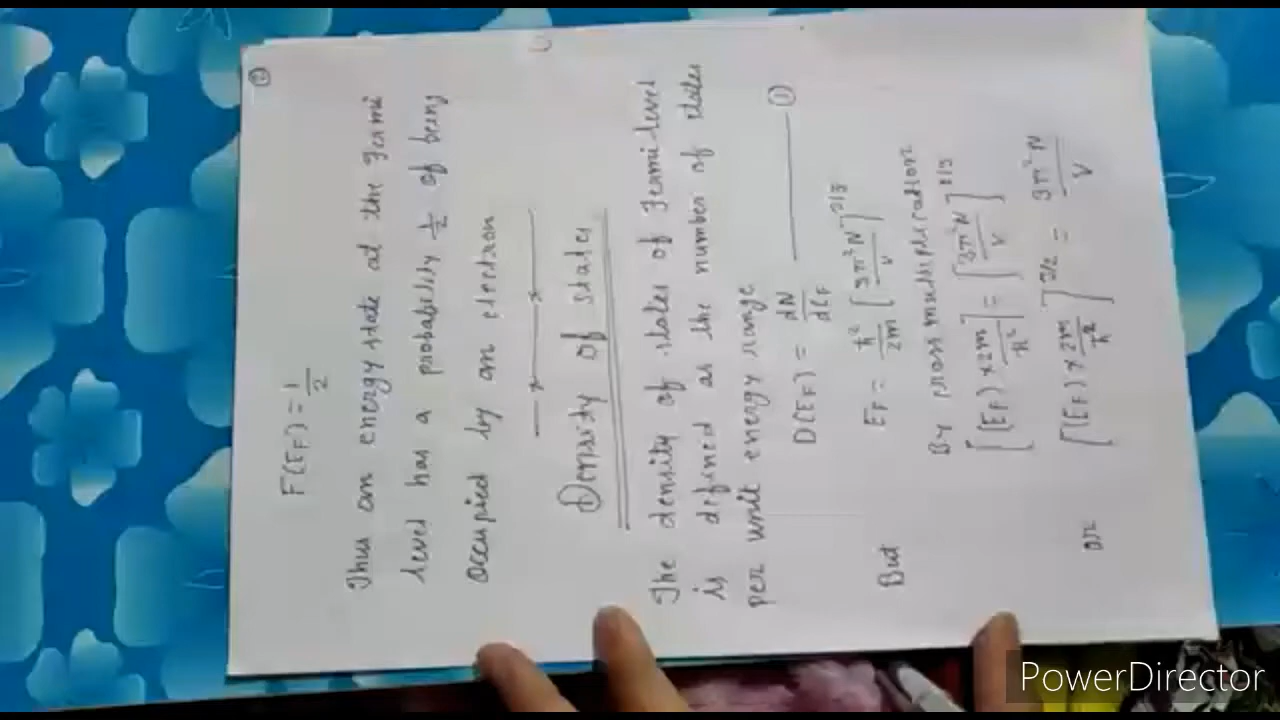 ②
F(EF) = 1/2
Thus an energy state at the Fermi
level has a probability 1/2 of being
occupied by an electron
— x —— x ——
Density of states
The density of states of Fermi level
is defined as the number of states
per unit energy range
D(EF) = dN/dEF —— ①
But EF = ħ²/2m [3π²N/V]^2/3
By cross multiplication
[(EF) x 2m/ħ²] = [3π²N/V]^2/3
or [(EF) x 2m/ħ²]^3/2 = 3π²N/V
PowerDirector